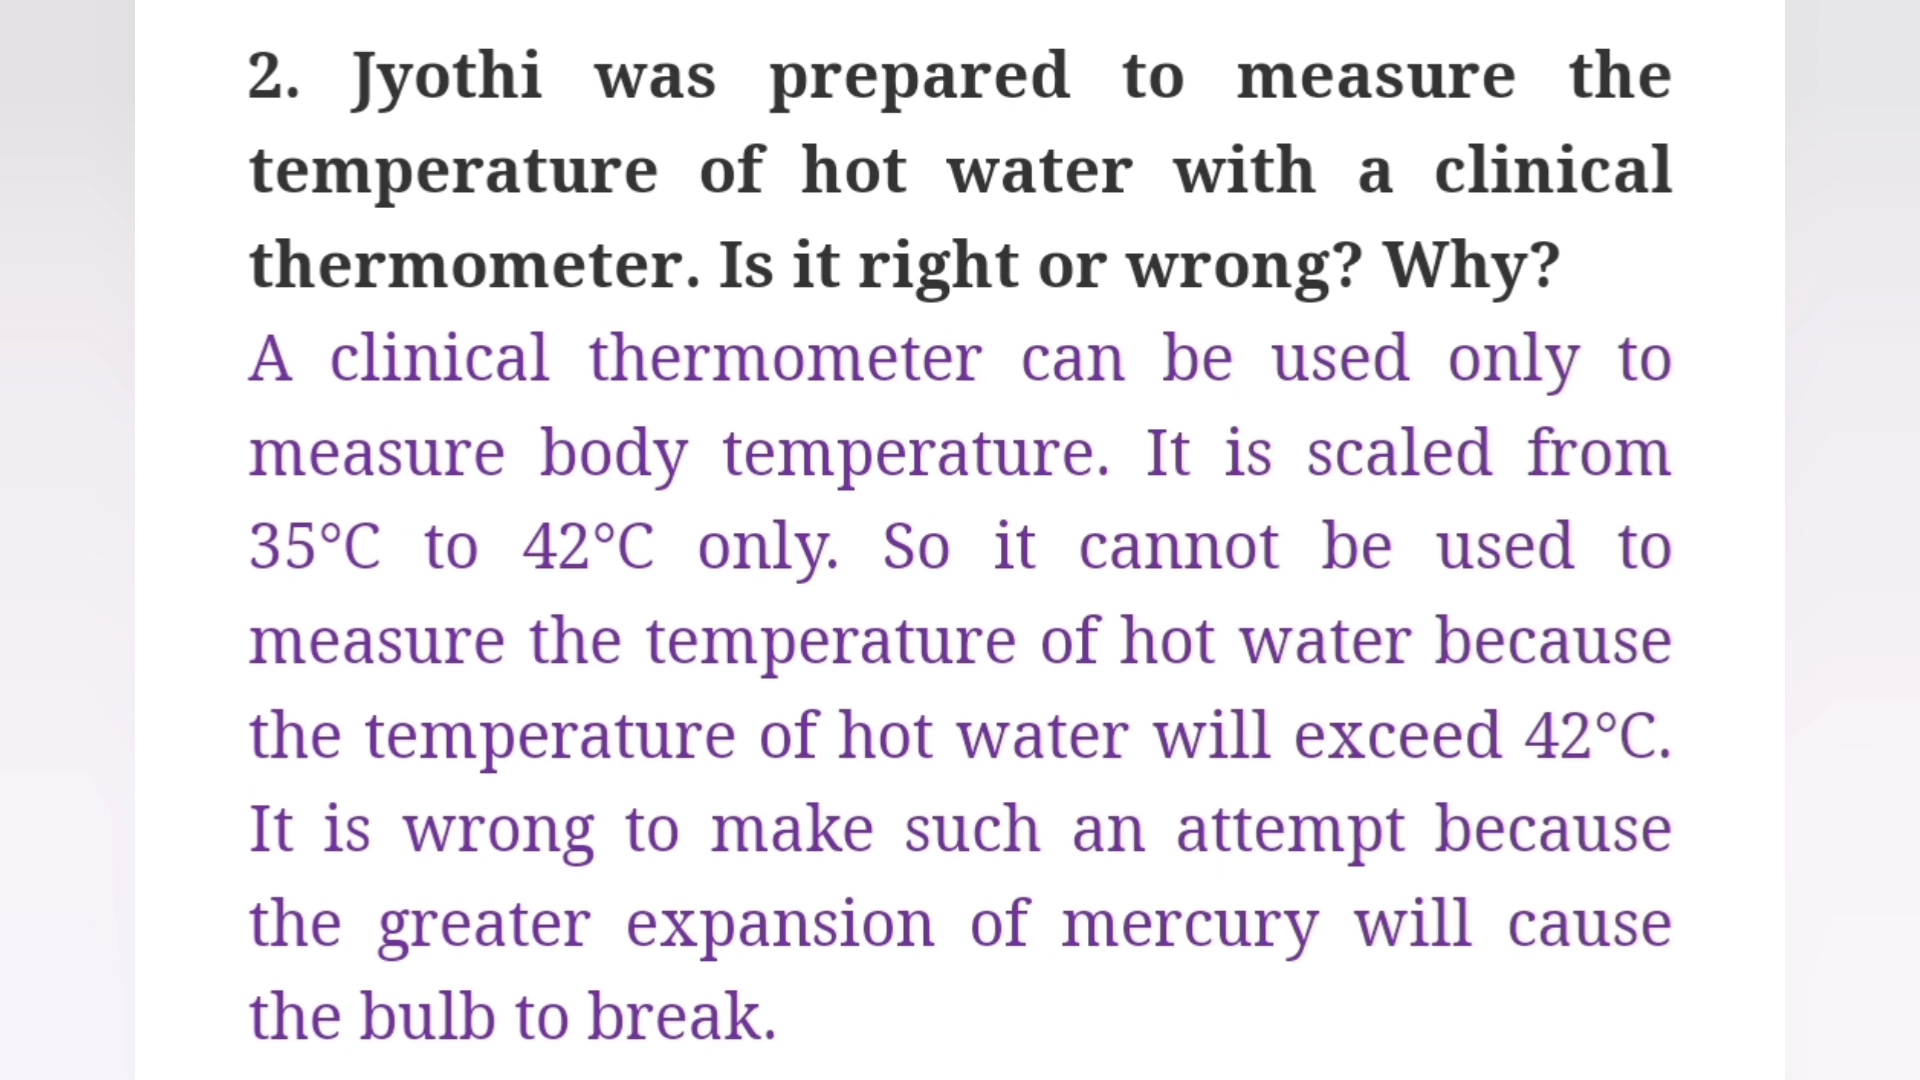 2. Jyothi was prepared to measure the
temperature of hot water with a clinical
thermometer. Is it right or wrong? Why?
A clinical thermometer can be used only to
measure body temperature. It is scaled from
35°C to 42°C only. So it cannot be used to
measure the temperature of hot water because
the temperature of hot water will exceed 42°C.
It is wrong to make such an attempt because
the greater expansion of mercury will cause
the bulb to break.